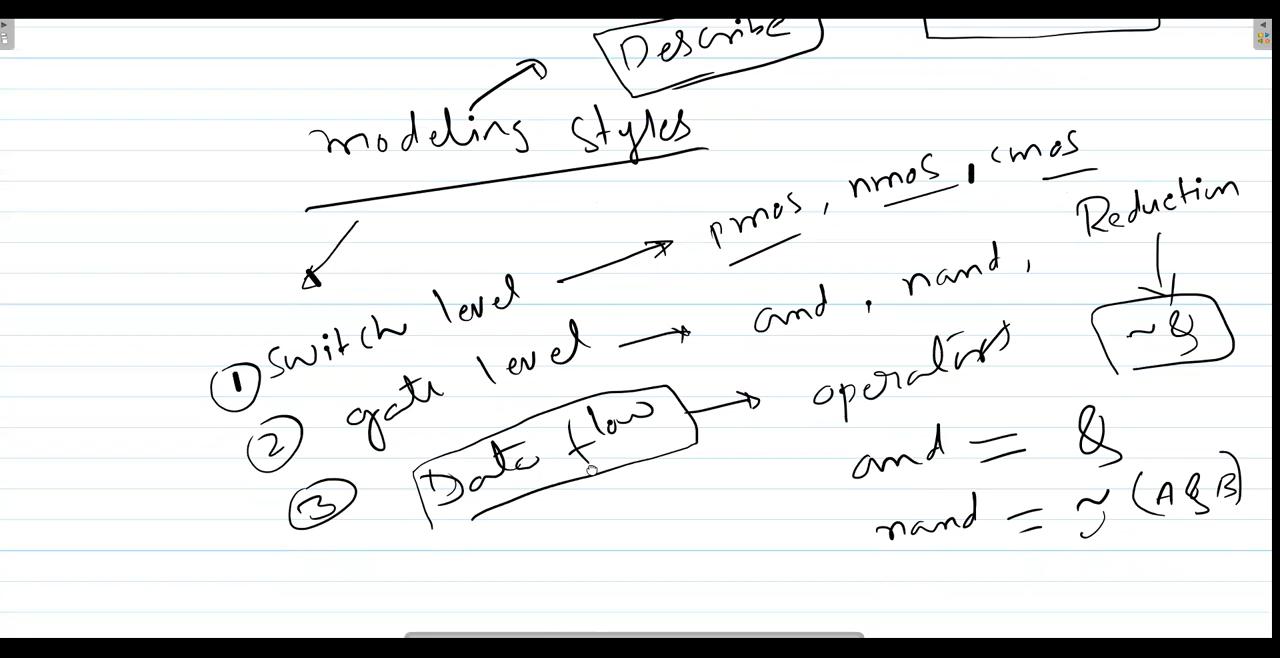 Describe
modeling styles
① Switch level → pmos, nmos, cmos
② gate level → and, nand,
Reduction
~&
③ Data flow → operators
and = &
nand = ~(A & B)